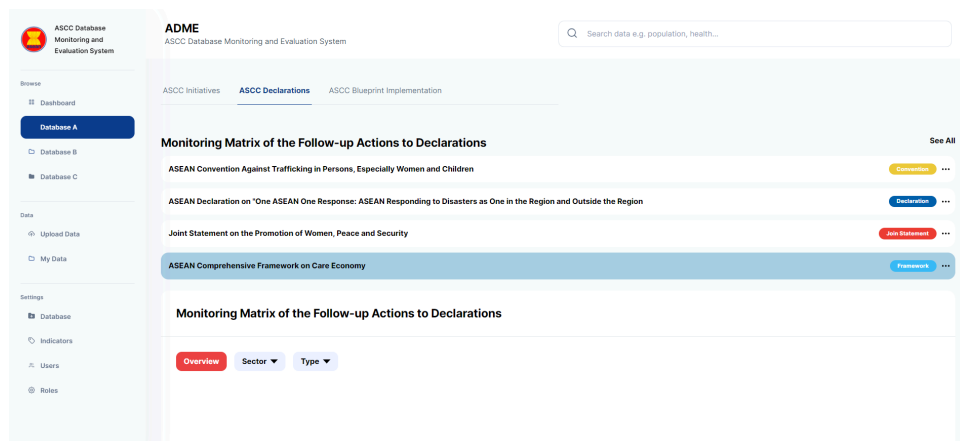 ASCC Database
Monitoring and
Evaluation System
ADME
ASCC Database Monitoring and Evaluation System
Search data e.g. population, health...
Browse
Dashboard
Database A
Database B
Database C
Data
Upload Data
My Data
Settings
Database
Indicators
Users
Roles
ASCC Initiatives
ASCC Declarations
ASCC Blueprint Implementation
Monitoring Matrix of the Follow-up Actions to Declarations
See All
ASEAN Convention Against Trafficking in Persons, Especially Women and Children
Convention
ASEAN Declaration on "One ASEAN One Response: ASEAN Responding to Disasters as One in the Region and Outside the Region
Declaration
Joint Statement on the Promotion of Women, Peace and Security
Join Statement
ASEAN Comprehensive Framework on Care Economy
Framework
Monitoring Matrix of the Follow-up Actions to Declarations
Overview
Sector
Type